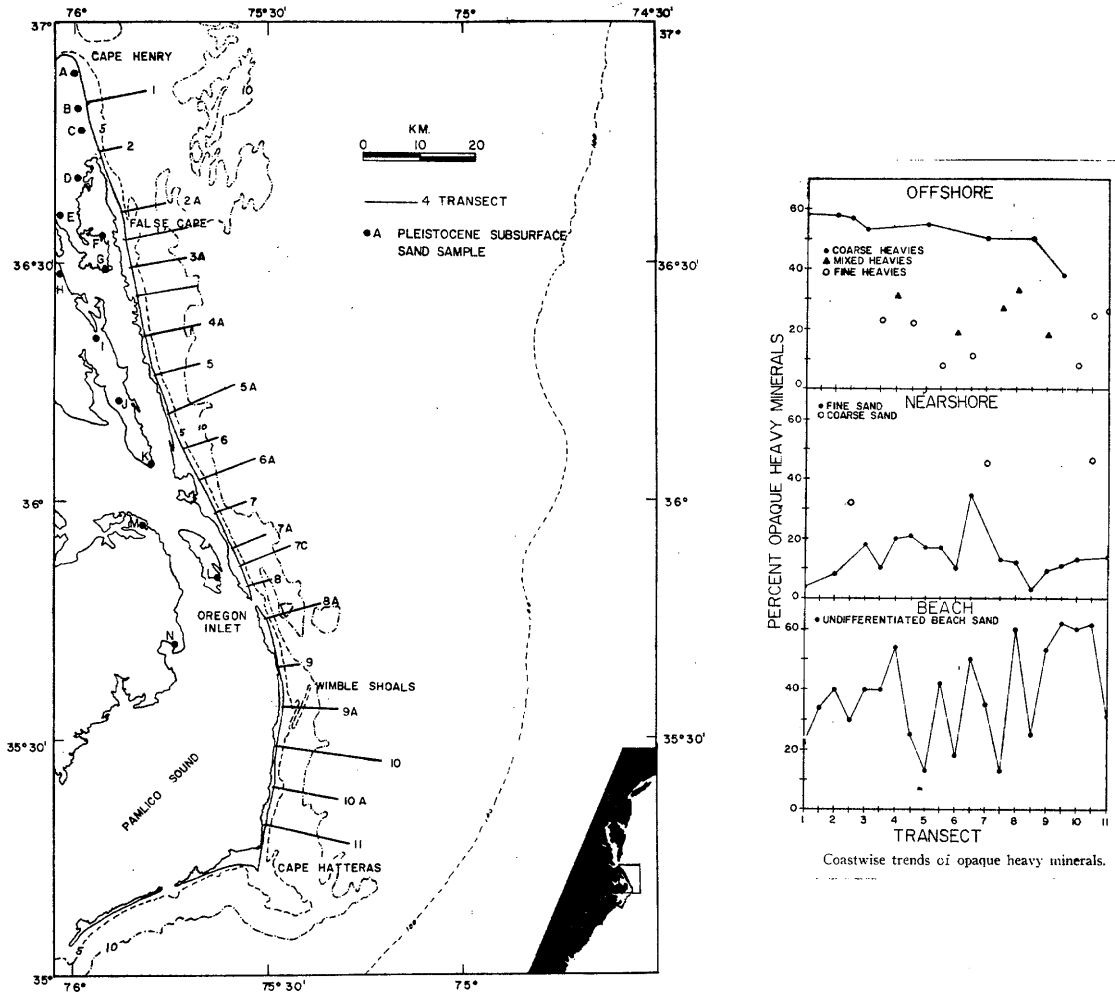 75°30'
75°
74°30'
37°
37°
CAPE HENRY
A
1
10
B
C
5
KM.
0 10 20
2
D
2A
4 TRANSECT
E
FALSE CAPE
A PLEISTOCENE SUBSURFACE
SAND SAMPLE
F
G
3A
36°30'
36°30'
H
4A
I
5
J
5A
5 10
6
K
6A
36°
36°
7
M
7A
7C
L
8
OREGON
INLET
8A
N
9
WIMBLE SHOALS
9A
35°30'
35°30'
10
PAMLICO SOUND
10A
11
CAPE HATTERAS
5
10
100
35°
76°
75°30'
75°
OFFSHORE
60
COARSE HEAVIES
MIXED HEAVIES
FINE HEAVIES
40
20
0
NEARSHORE
FINE SAND
COARSE SAND
60
40
20
0
BEACH
UNDIFFERENTIATED BEACH SAND
60
40
20
0
PERCENT OPAQUE HEAVY MINERALS
1 2 3 4 5 6 7 8 9 10 11
TRANSECT
Coastwise trends of opaque heavy minerals.
76°